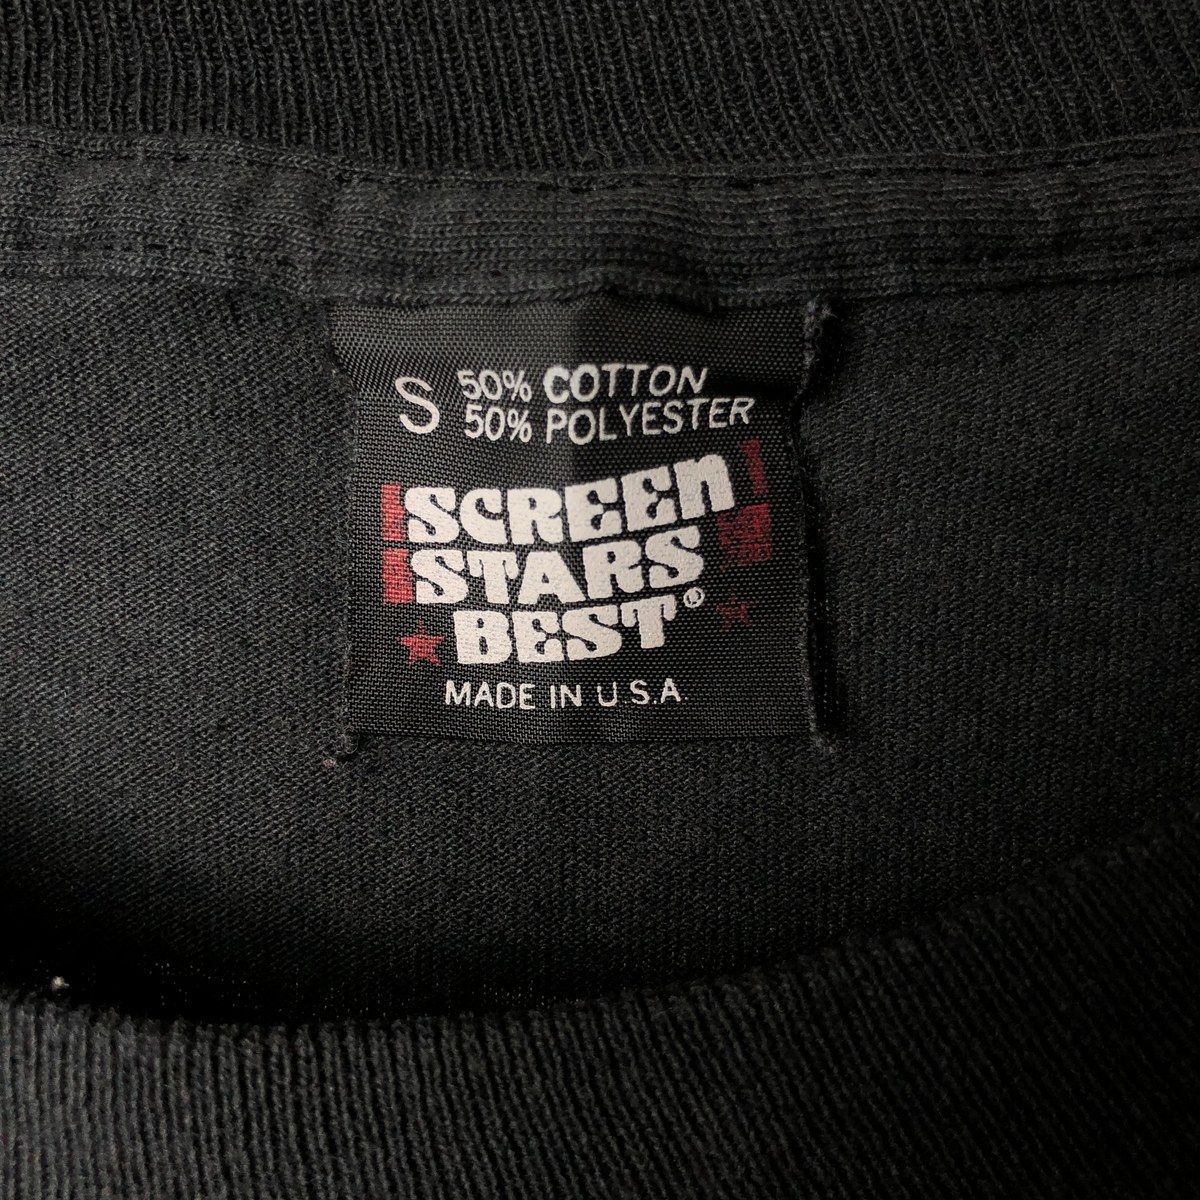 S 50% COTTON
50% POLYESTER
SCREEn
STARS
BEST®
MADE IN U S.A.